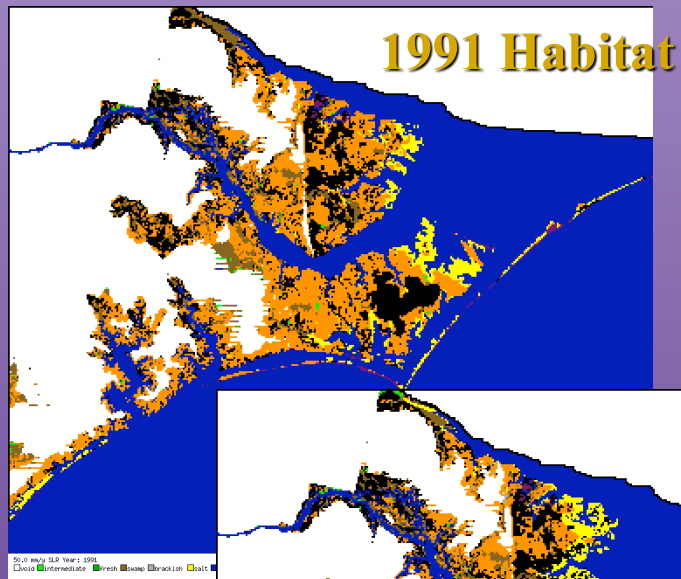 1991 Habitat
50.0 mm/y SLR Year: 1991
void intermediate fresh swamp brackish salt